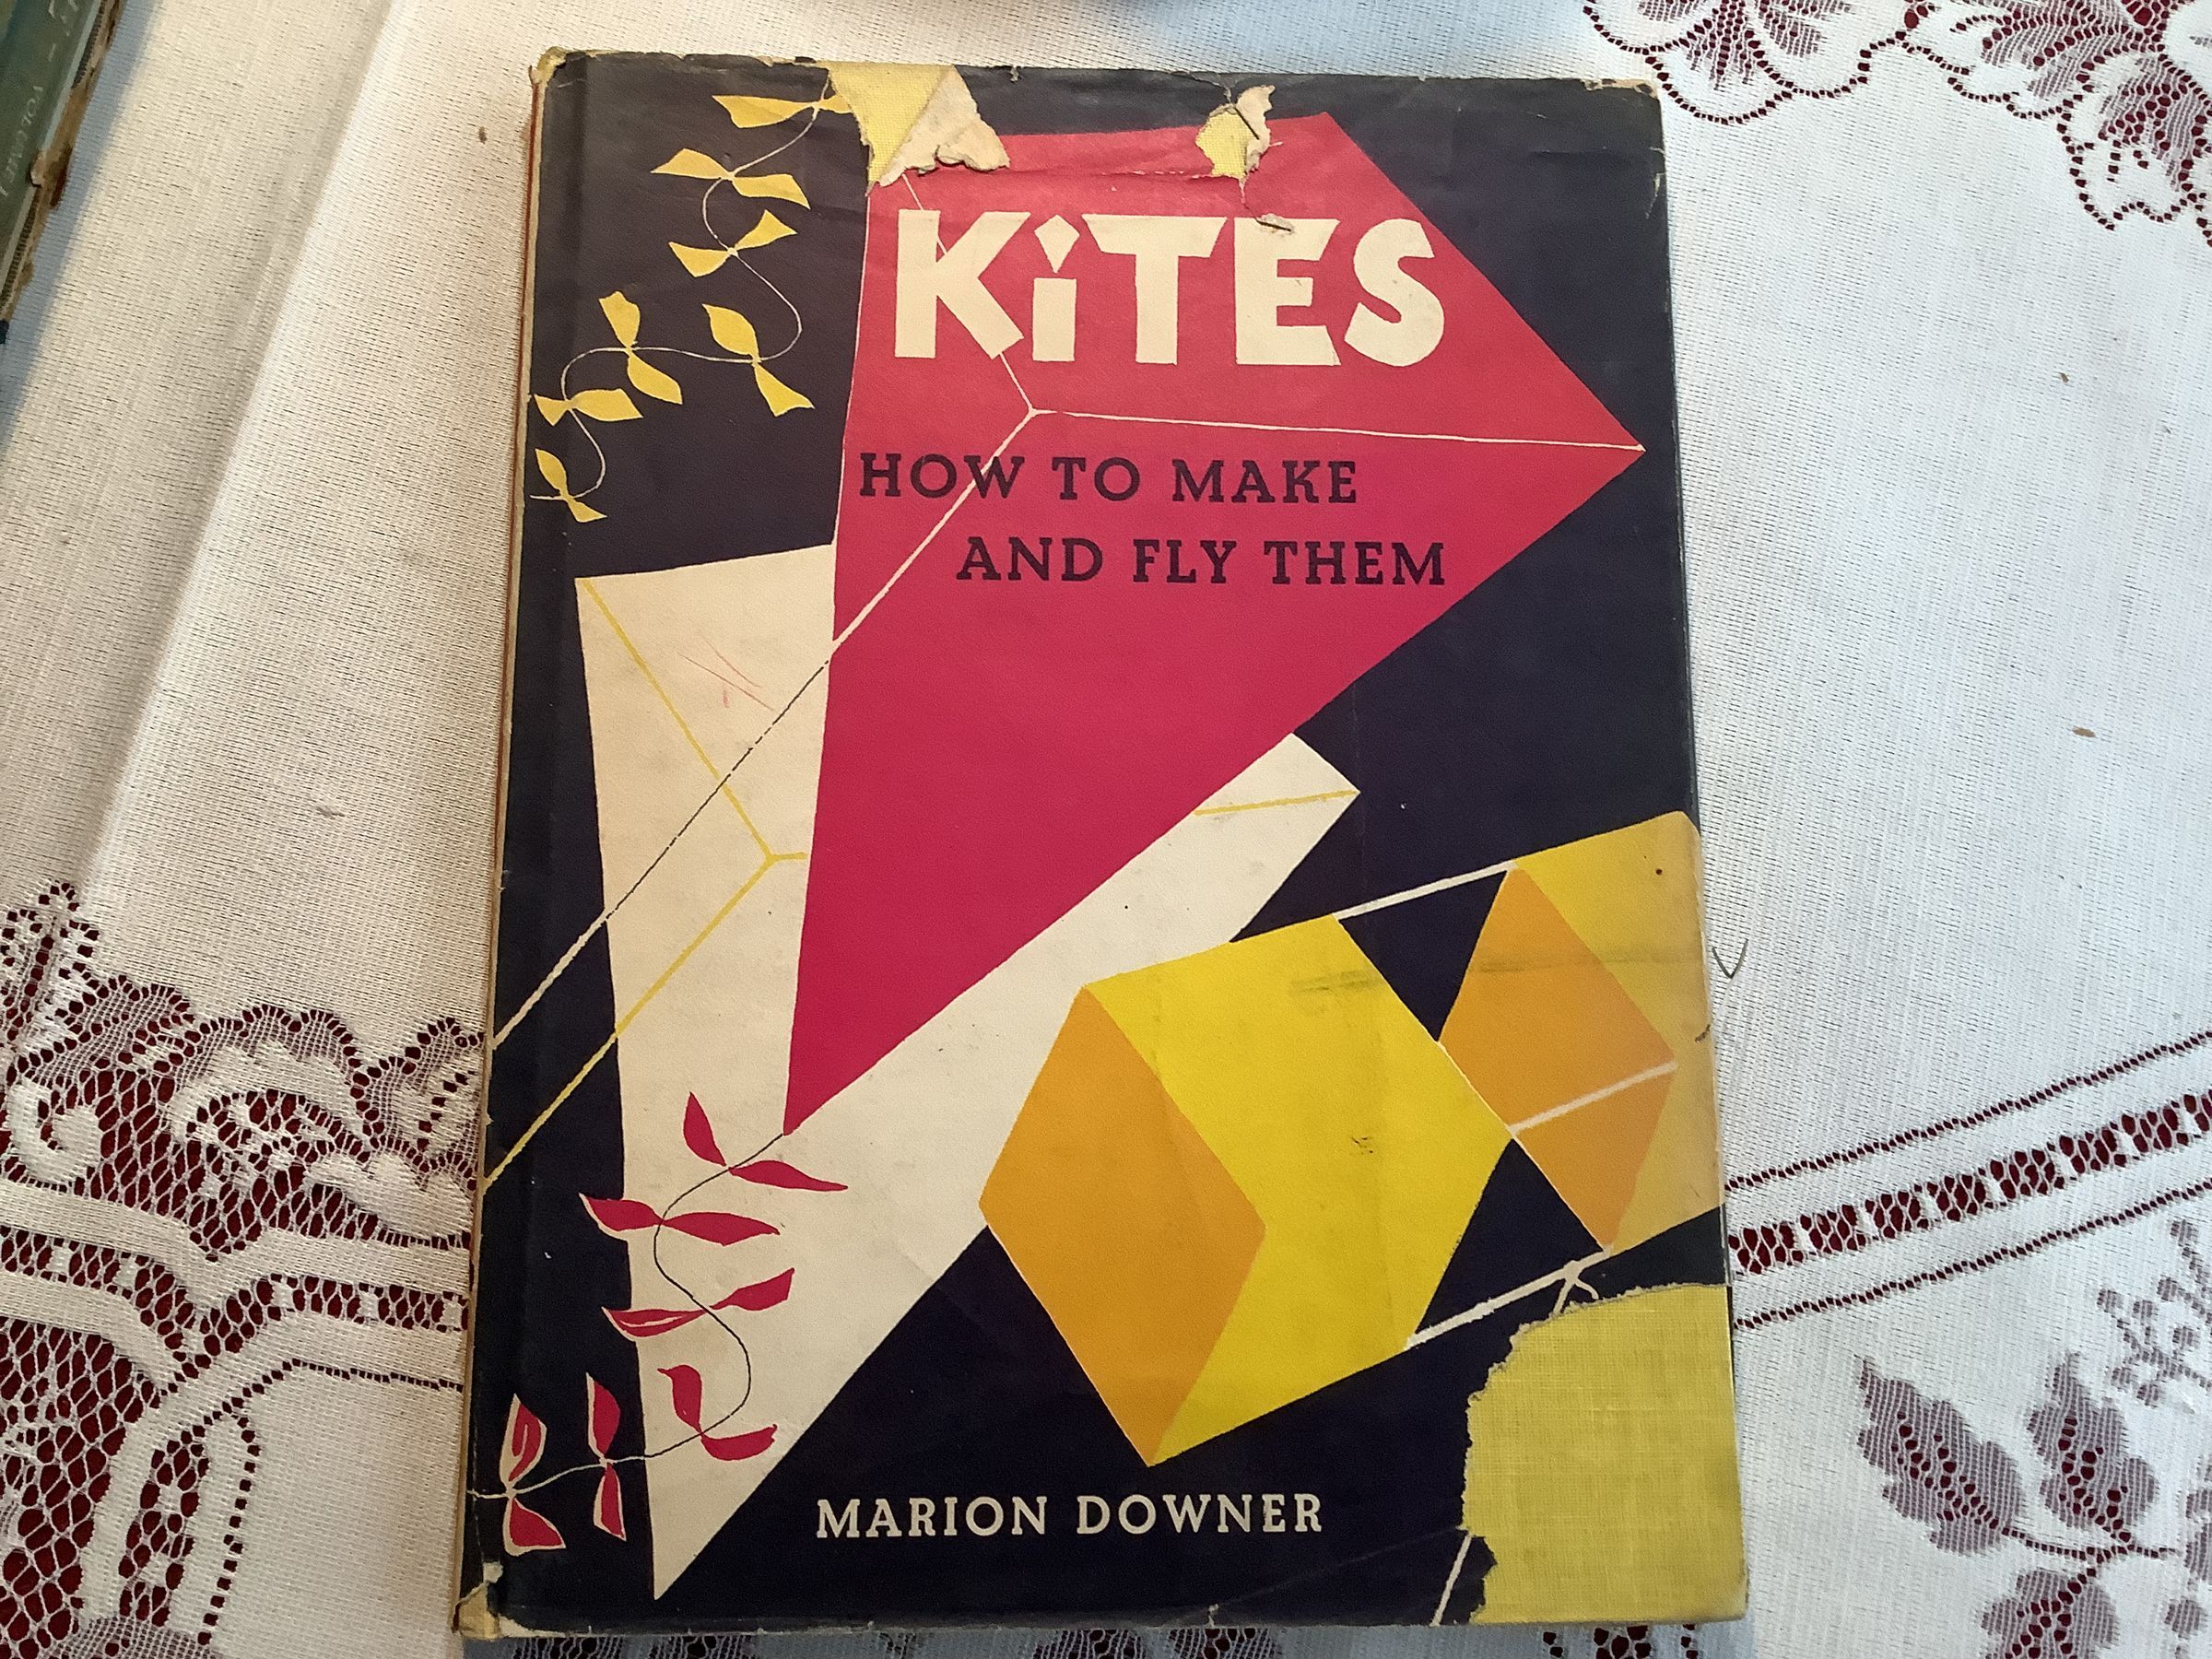 KiTES
HOW TO MAKE
AND FLY THEM
MARION DOWNER